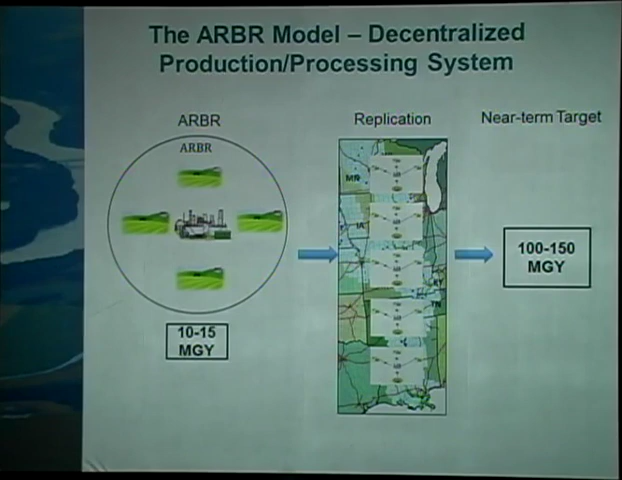 The ARBR Model – Decentralized
Production/Processing System
ARBR
Replication
Near-term Target
ARBR
MN
IA
KY
TN
10-15
MGY
100-150
MGY